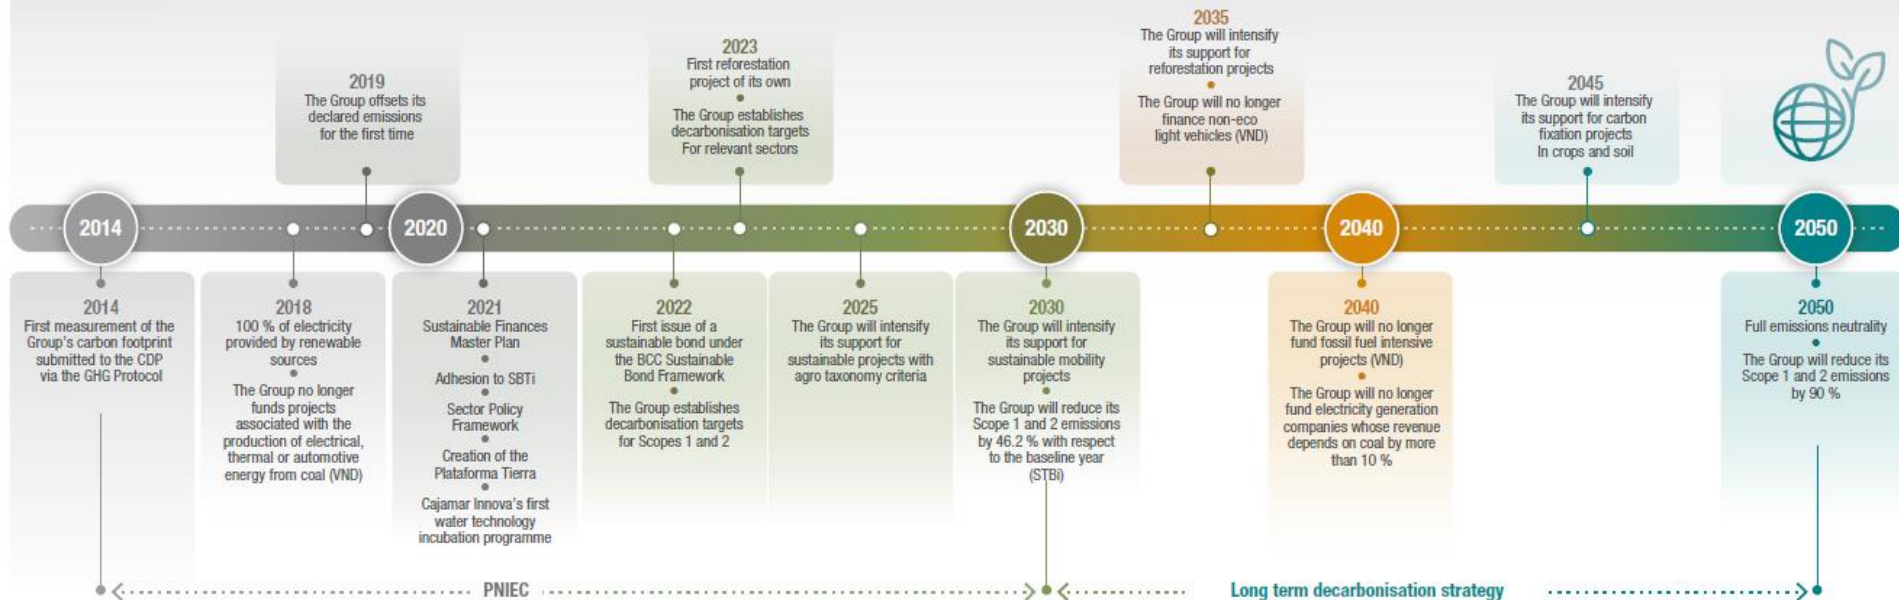 2019
The Group offsets its
declared emissions
for the first time
2023
First reforestation
project of its own
•
The Group establishes
decarbonisation targets
For relevant sectors
2035
The Group will intensify
its support for
reforestation projects
•
The Group will no longer
finance non-eco
light vehicles (VND)
2045
The Group will intensify
its support for carbon
fixation projects
In crops and soil
2014
2020
2030
2040
2050
2014
First measurement of the
Group's carbon footprint
submitted to the CDP
via the GHG Protocol
2018
100 % of electricity
provided by renewable
sources
•
The Group no longer
funds projects
associated with the
production of electrical,
thermal or automotive
energy from coal (VND)
2021
Sustainable Finances
Master Plan
•
Adhesion to SBTi
•
Sector Policy
Framework
•
Creation of the
Plataforma Tierra
•
Cajamar Innova's first
water technology
incubation programme
2022
First issue of a
sustainable bond under
the BCC Sustainable
Bond Framework
•
The Group establishes
decarbonisation targets
for Scopes 1 and 2
2025
The Group will intensify
its support for
sustainable projects with
agro taxonomy criteria
2030
The Group will intensify
its support for
sustainable mobility
projects
•
The Group will reduce its
Scope 1 and 2 emissions
by 46.2 % with respect
to the baseline year
(STBi)
2040
The Group will no longer
fund fossil fuel intensive
projects (VND)
•
The Group will no longer
fund electricity generation
companies whose revenue
depends on coal by more
than 10 %
2050
Full emissions neutrality
•
The Group will reduce its
Scope 1 and 2 emissions
by 90 %
PNIEC
Long term decarbonisation strategy